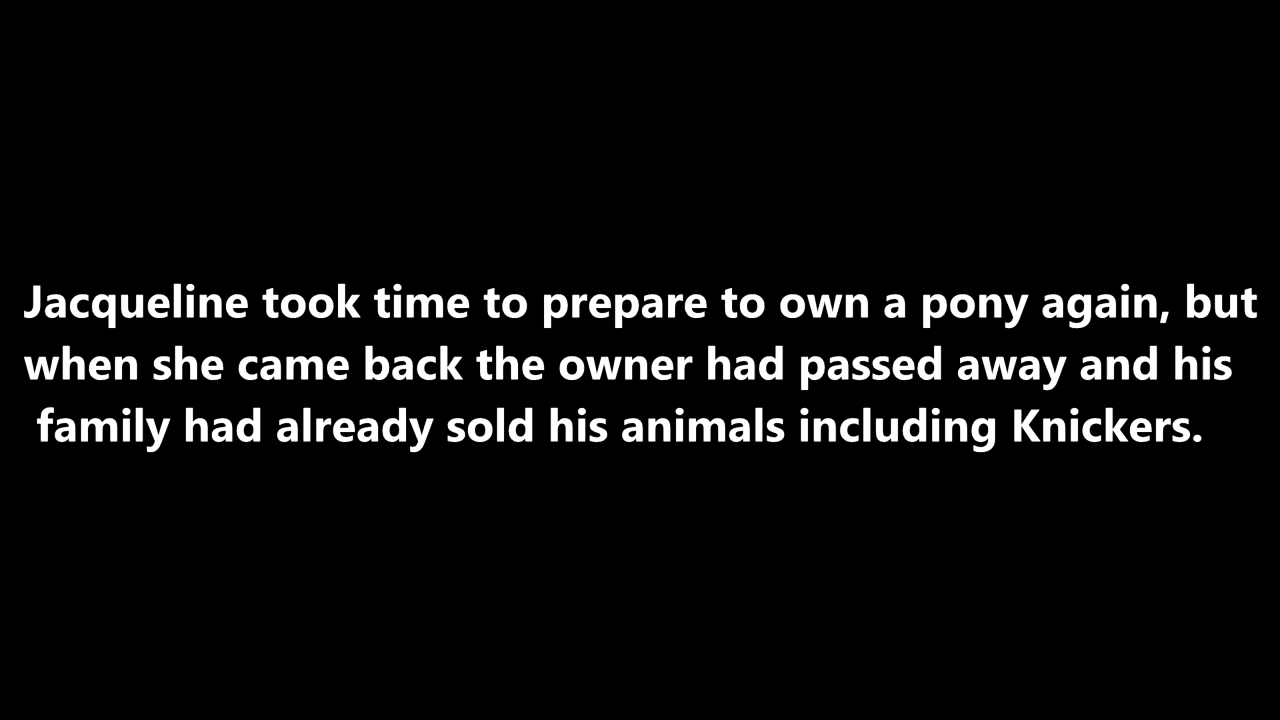 Jacqueline took time to prepare to own a pony again, but
when she came back the owner had passed away and his
family had already sold his animals including Knickers.